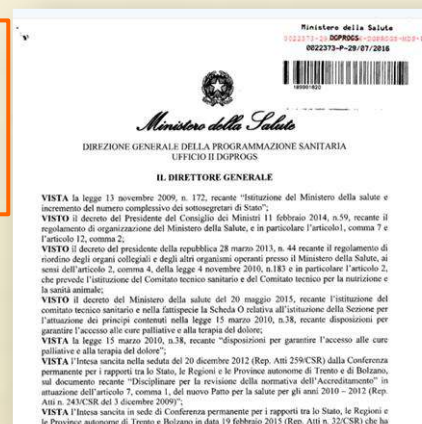 Ministero della Salute
DGPROGS
0022373-P-29/07/2016
Ministero della Salute
DIREZIONE GENERALE DELLA PROGRAMMAZIONE SANITARIA
UFFICIO II DGPROGS
IL DIRETTORE GENERALE
VISTA la legge 13 novembre 2009, n. 172, recante "Istituzione del Ministero della salute e
incremento del numero complessivo dei sottosegretari di Stato";
VISTO il decreto del Presidente del Consiglio dei Ministri 11 febbraio 2014, n.59, recante il
regolamento di organizzazione del Ministero della Salute, e in particolare l'articolo1, comma 7 e
l'articolo 12, comma 2;
VISTO il decreto del presidente della repubblica 28 marzo 2013, n. 44 recante il regolamento di
riordino degli organi collegiali e degli altri organismi operanti presso il Ministero della Salute, ai
sensi dell'articolo 2, comma 4, della legge 4 novembre 2010, n.183 e in particolare l'articolo 2,
che prevede l'istituzione del Comitato tecnico sanitario e del Comitato tecnico per la nutrizione e
la sanità animale;
VISTO il decreto del Ministero della salute del 20 maggio 2015, recante l'istituzione del
comitato tecnico sanitario e nella fattispecie la Scheda O relativa all'istituzione della Sezione per
l'attuazione dei principi contenuti nella legge 15 marzo 2010, n.38, recante disposizioni per
garantire l'accesso alle cure palliative e alla terapia del dolore;
VISTA la legge 15 marzo 2010, n.38, recante "disposizioni per garantire l'accesso alle cure
palliative e alla terapia del dolore";
VISTA l'Intesa sancita nella seduta del 20 dicembre 2012 (Rep. Atti 259/CSR) dalla Conferenza
permanente per i rapporti tra lo Stato, le Regioni e le Province autonome di Trento e di Bolzano,
sul documento recante "Disciplinare per la revisione della normativa dell'Accreditamento" in
attuazione dell'articolo 7, comma 1, del nuovo Patto per la salute per gli anni 2010 – 2012 (Rep.
Atti n. 243/CSR del 3 dicembre 2009)";
VISTA l'Intesa sancita in sede di Conferenza permanente per i rapporti tra lo Stato, le Regioni e
le Province autonome di Trento e Bolzano in data 19 febbraio 2015 (Rep. Atti n. 32/CSR) che ha